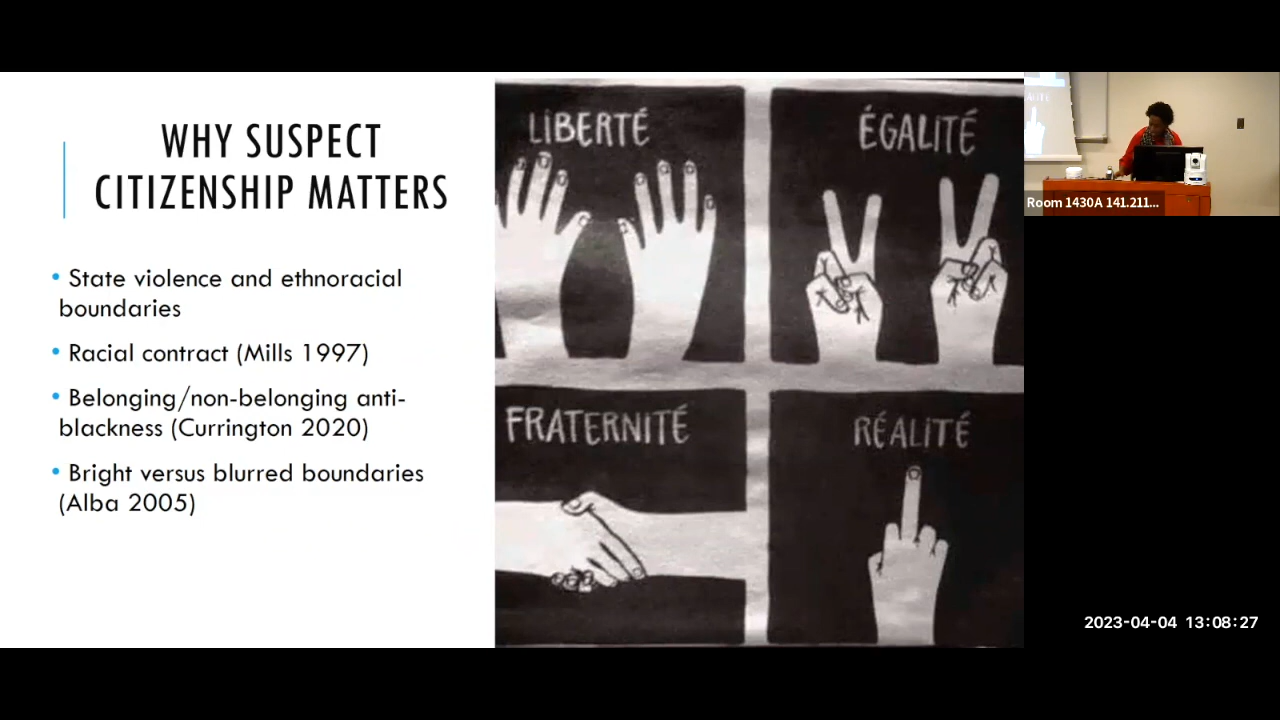 WHY SUSPECT
CITIZENSHIP MATTERS
• State violence and ethnoracial
boundaries
• Racial contract (Mills 1997)
• Belonging/non-belonging anti-
blackness (Currington 2020)
• Bright versus blurred boundaries
(Alba 2005)
LIBERTÉ
ÉGALITÉ
FRATERNITÉ
RÉALITÉ
Room 1430A 141.211...
2023-04-04 13:08:27